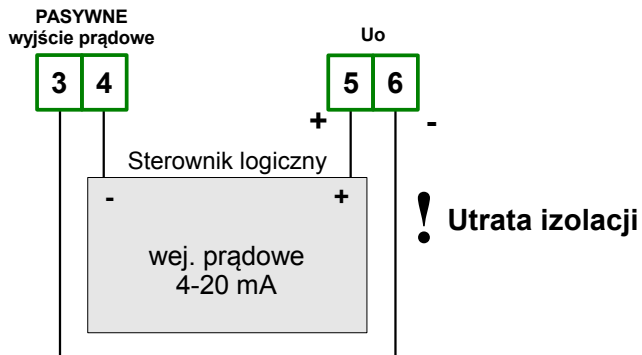 PASYWNE
wyjście prądowe
Uo
3 4
5 6
+ -
Sterownik logiczny
- +
! Utrata izolacji
wej. prądowe
4-20 mA